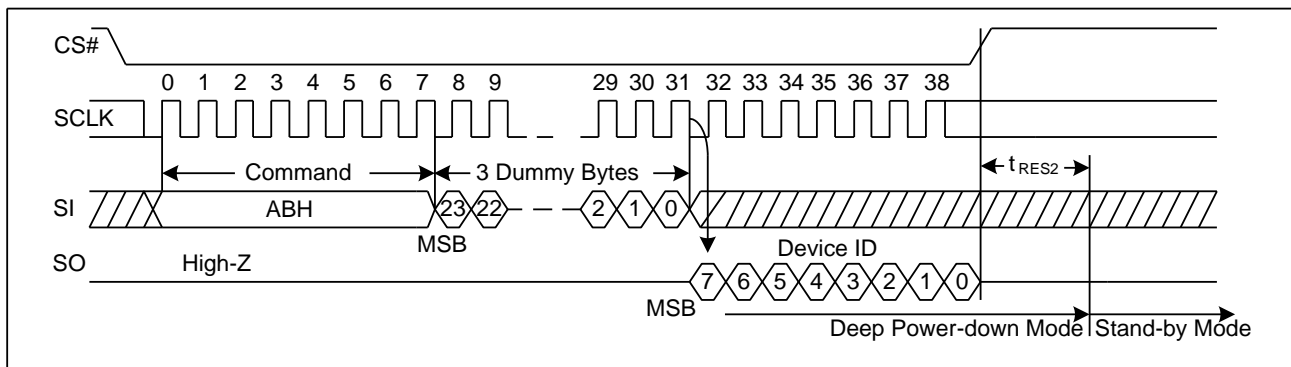 CS#
0 1 2 3 4 5 6 7 8 9 29 30 31 32 33 34 35 36 37 38
SCLK
Command 3 Dummy Bytes tRES2
SI ABH 23 22 2 1 0
MSB
SO High-Z Device ID
7 6 5 4 3 2 1 0
MSB
Deep Power-down Mode Stand-by Mode